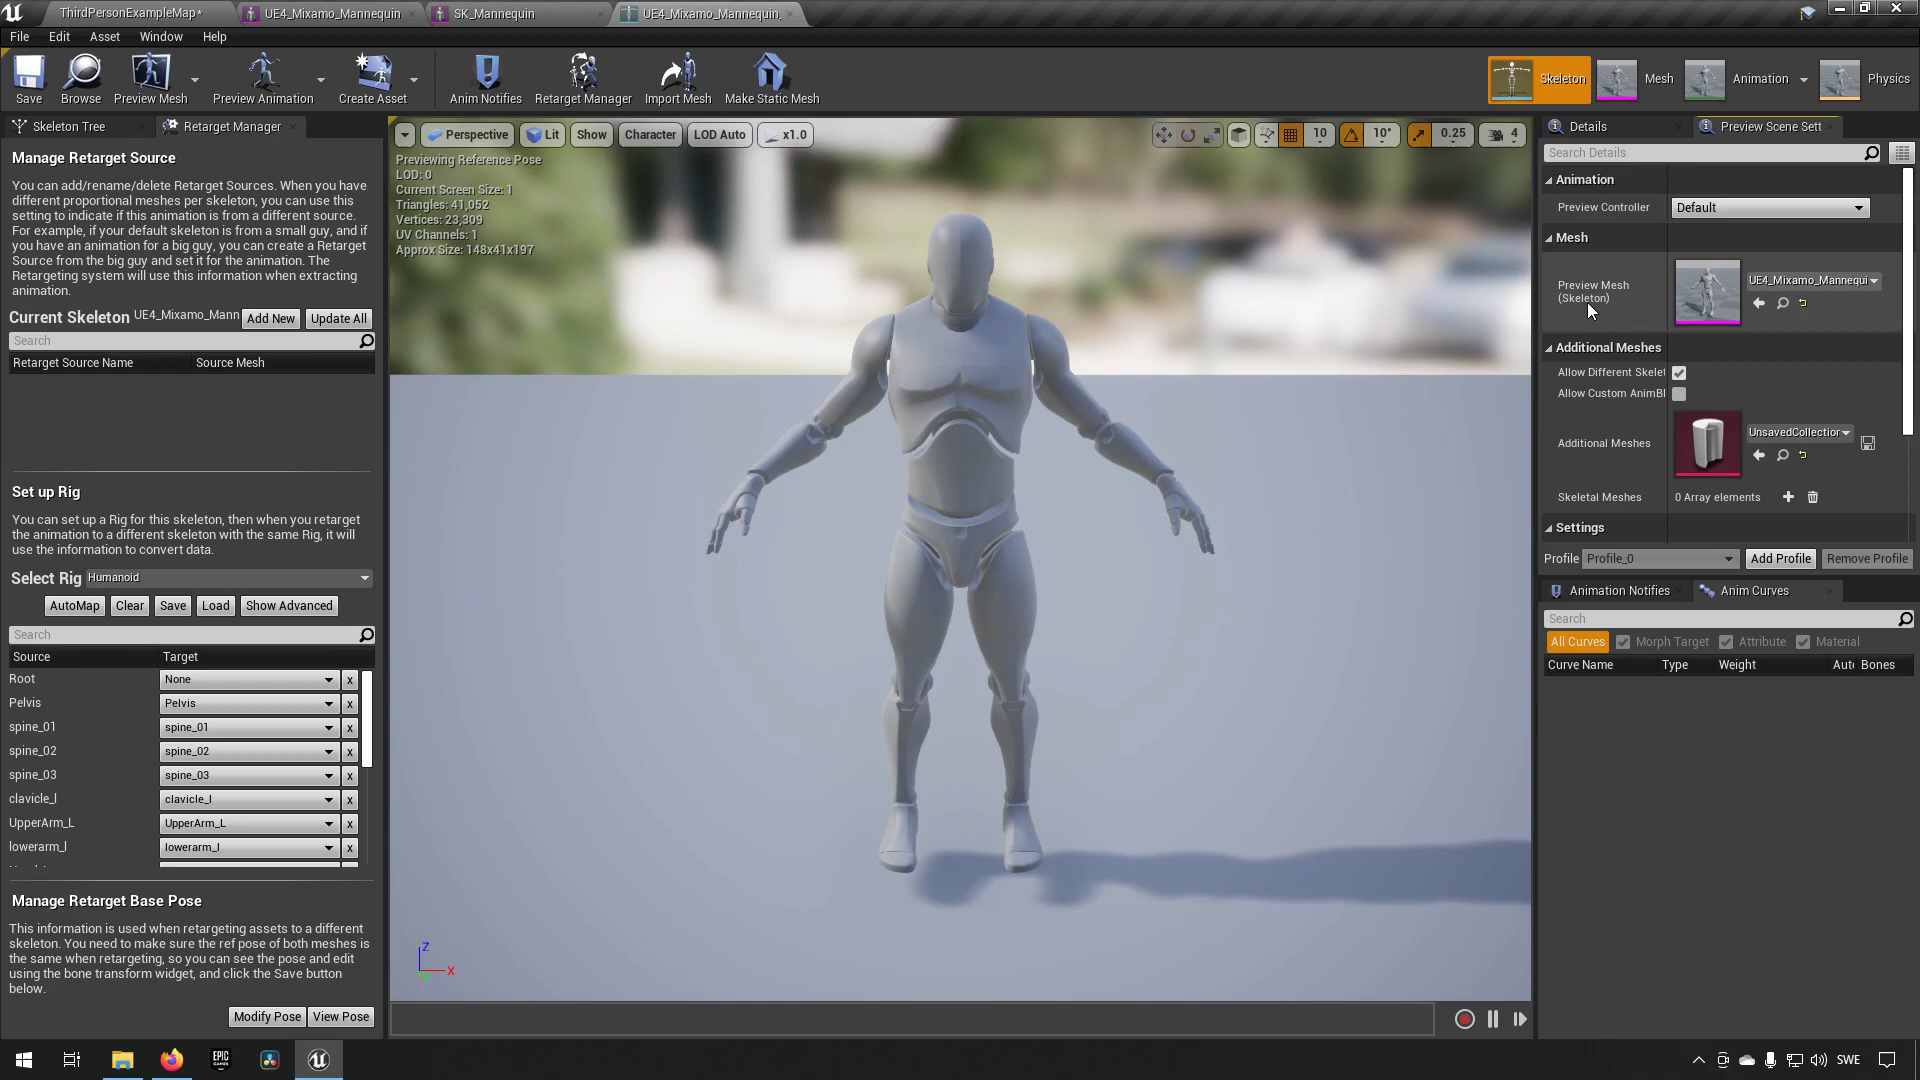 ThirdPersonExampleMap*
UE4_Mixamo_Mannequin
SK_Mannequin
UE4_Mixamo_Mannequin_
File Edit Asset Window Help
Save Browse Preview Mesh Preview Animation Create Asset Anim Notifies Retarget Manager Import Mesh Make Static Mesh
Skeleton Mesh Animation Physics
Skeleton Tree Retarget Manager
Manage Retarget Source
You can add/rename/delete Retarget Sources. When you have
different proportional meshes per skeleton, you can use this
setting to indicate if this animation is from a different source.
For example, if your default skeleton is from a small guy, and if
you have an animation for a big guy, you can create a Retarget
Source from the big guy and set it for the animation. The
Retargeting system will use this information when extracting
animation.
Current Skeleton UE4_Mixamo_Mann Add New Update All
Search
Retarget Source Name Source Mesh
Set up Rig
You can set up a Rig for this skeleton, then when you retarget
the animation to a different skeleton with the same Rig, it will
use the information to convert data.
Select Rig Humanoid
AutoMap Clear Save Load Show Advanced
Search
Source Target
Root None x
Pelvis Pelvis x
spine_01 spine_01 x
spine_02 spine_02 x
spine_03 spine_03 x
clavicle_l clavicle_l x
UpperArm_L UpperArm_L x
lowerarm_l lowerarm_l x
Manage Retarget Base Pose
This information is used when retargeting assets to a different
skeleton. You need to make sure the ref pose of both meshes is
the same when retargeting, so you can see the pose and edit
using the bone transform widget, and click the Save button
below.
Modify Pose View Pose
Perspective Lit Show Character LOD Auto x1.0
10 10° 0.25 4
Previewing Reference Pose
LOD: 0
Current Screen Size: 1
Triangles: 41,052
Vertices: 23,309
UV Channels: 1
Approx Size: 148x41x197
Z
X
Details Preview Scene Sett
Search Details
Animation
Preview Controller Default
Mesh
Preview Mesh
(Skeleton)
UE4_Mixamo_Mannequi
Additional Meshes
Allow Different Skelet
Allow Custom AnimBl
Additional Meshes UnsavedCollection
Skeletal Meshes 0 Array elements
Settings
Profile Profile_0 Add Profile Remove Profile
Animation Notifies Anim Curves
Search
All Curves Morph Target Attribute Material
Curve Name Type Weight Aut Bones
EPIC
GAMES
SWE